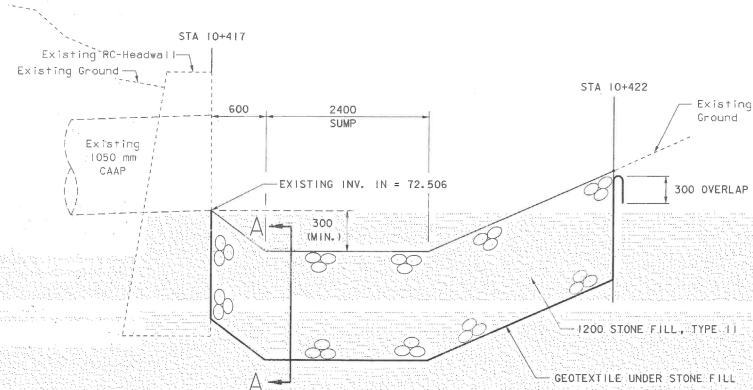 STA 10+417
Existing RC-Headwall
Existing Ground
600
2400
SUMP
STA 10+422
Existing
Ground
Existing
1050 mm
CAAP
EXISTING INV. IN = 72.506
300 OVERLAP
A
300
(MIN.)
1200 STONE FILL, TYPE II
GEOTEXTILE UNDER STONE FILL
A